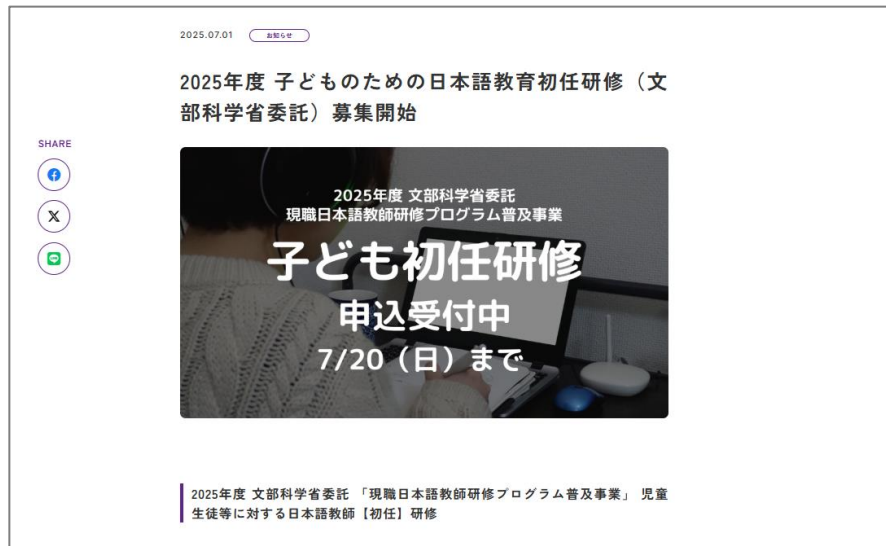 2025.07.01 お知らせ
2025年度 子どものための日本語教育初任研修（文
部科学省委託）募集開始
SHARE
2025年度 文部科学省委託
現職日本語教師研修プログラム普及事業
子ども初任研修
申込受付中
7/20（日）まで
2025年度 文部科学省委託 「現職日本語教師研修プログラム普及事業」 児童
生徒等に対する日本語教師【初任】研修